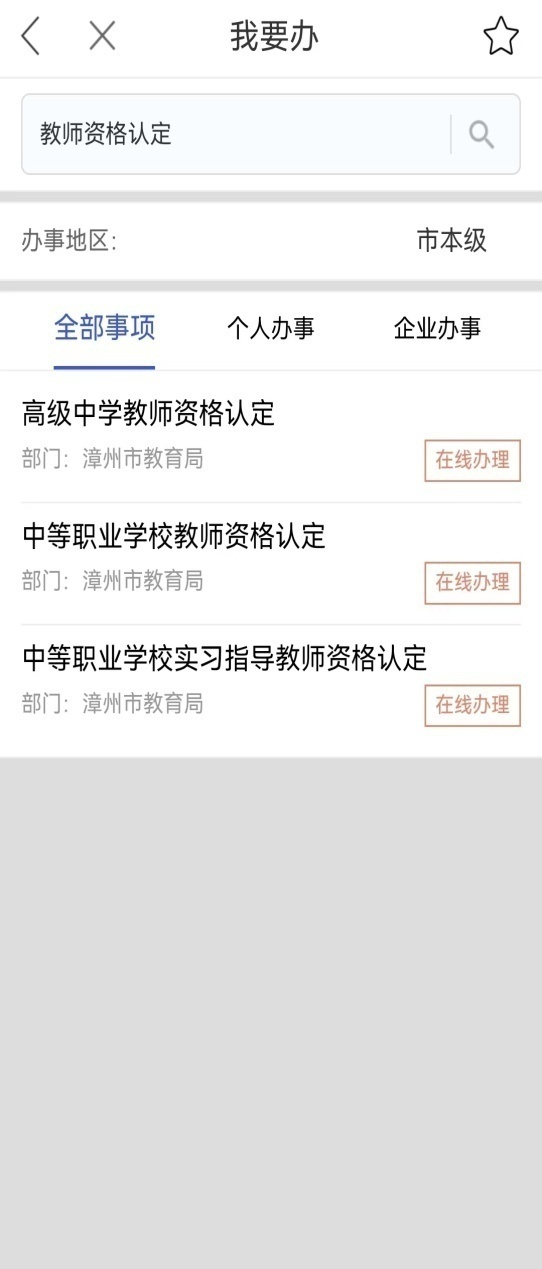 我要办
教师资格认定
办事地区: 市本级
全部事项 个人办事 企业办事
高级中学教师资格认定
部门: 漳州市教育局 在线办理
中等职业学校教师资格认定
部门: 漳州市教育局 在线办理
中等职业学校实习指导教师资格认定
部门: 漳州市教育局 在线办理